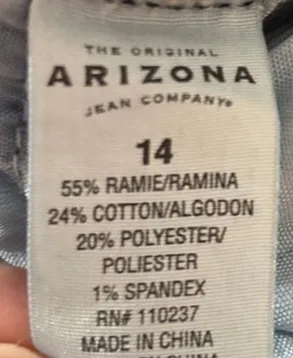 THE ORIGINAL
ARIZONA
JEAN COMPANY®
14
55% RAMIE/RAMINA
24% COTTON/ALGODON
20% POLYESTER/
POLIESTER
1% SPANDEX
RN# 110237
MADE IN CHINA